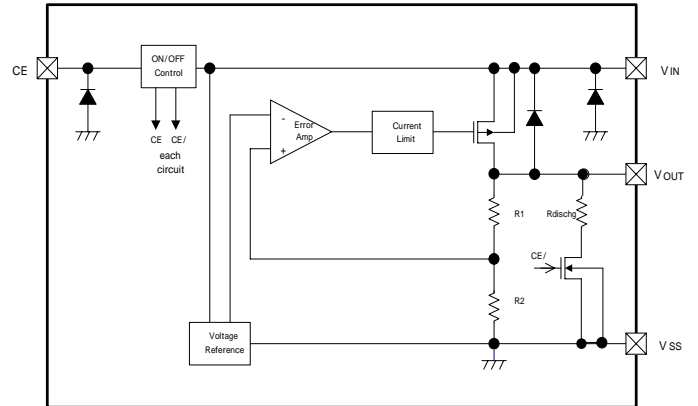 CE
ON/OFF
Control
VIN
CE CE/
each
circuit
-
Error
Amp
+
Current
Limit
VOUT
R1
Rdischg
CE/
R2
Voltage
Reference
VSS